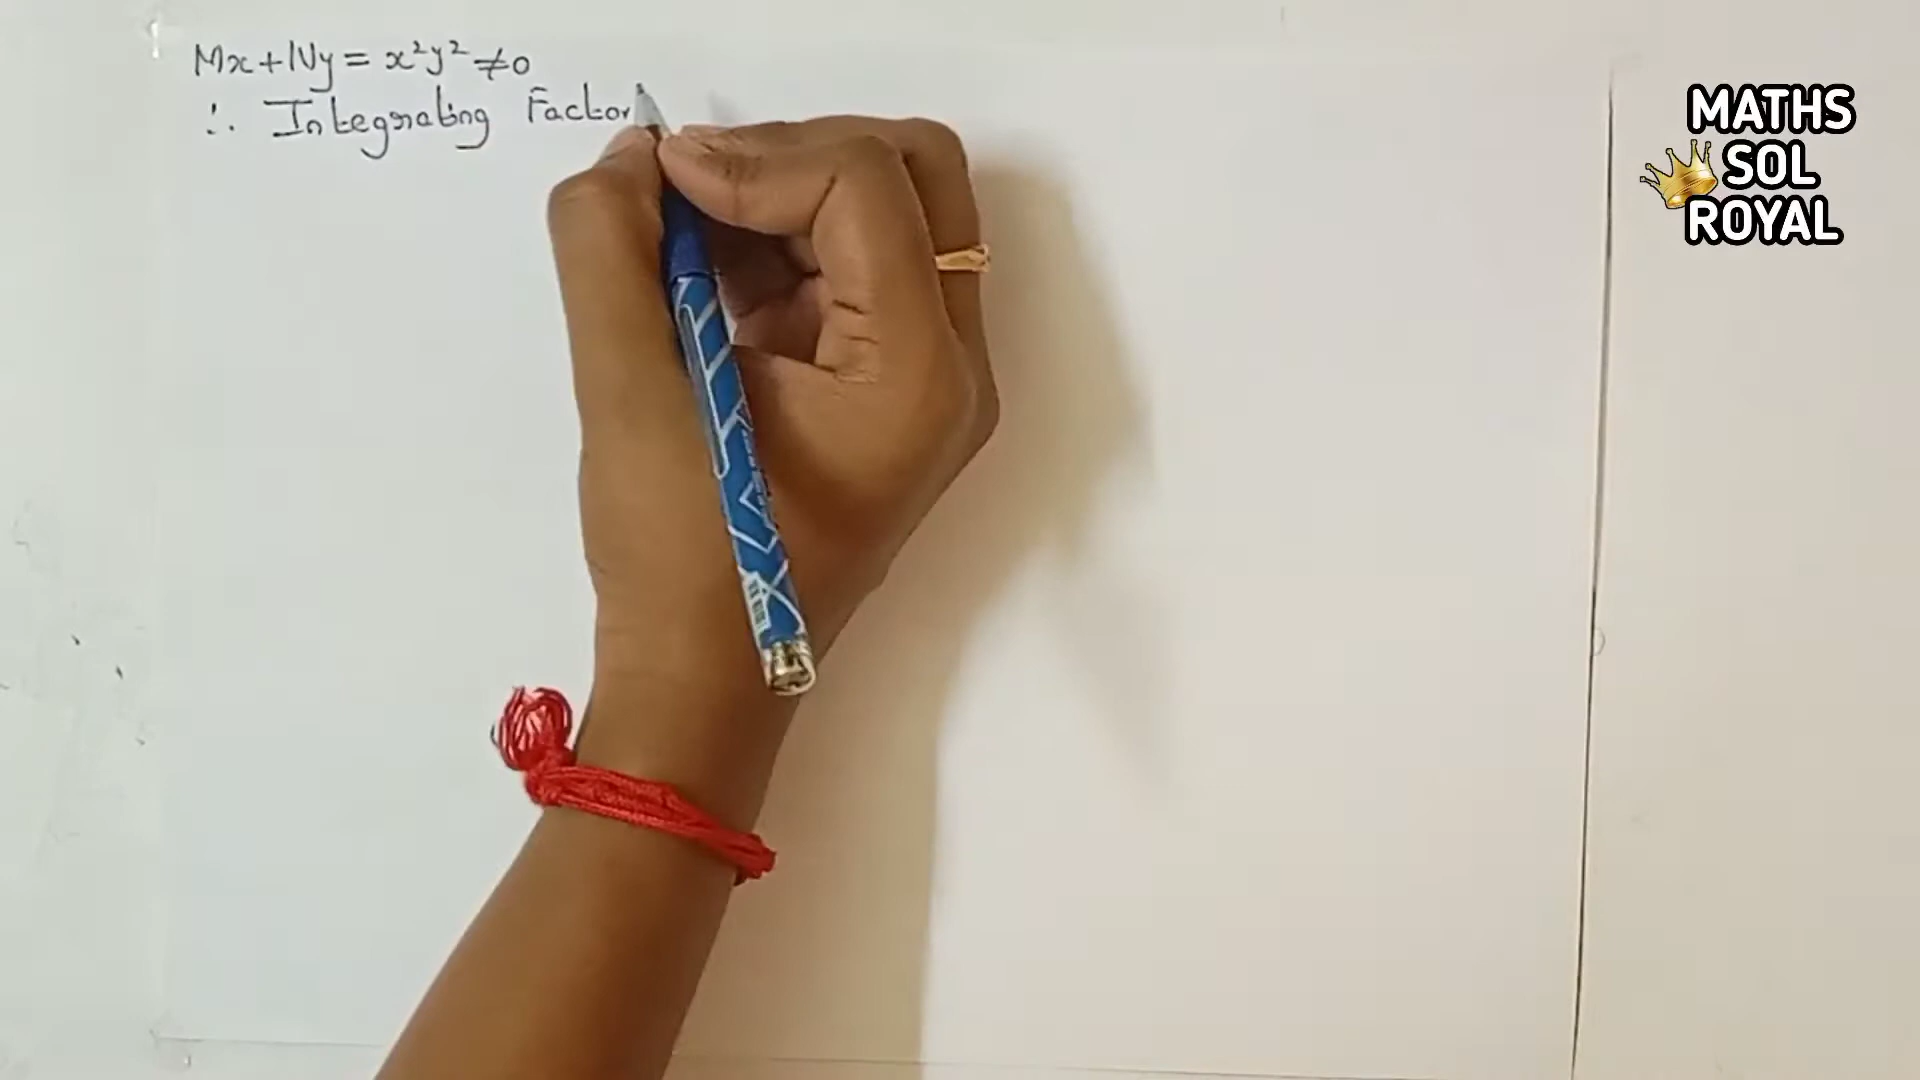 Mx+Ny = x²y² ≠0
∴ Integrating Factor
MATHS
SOL
ROYAL